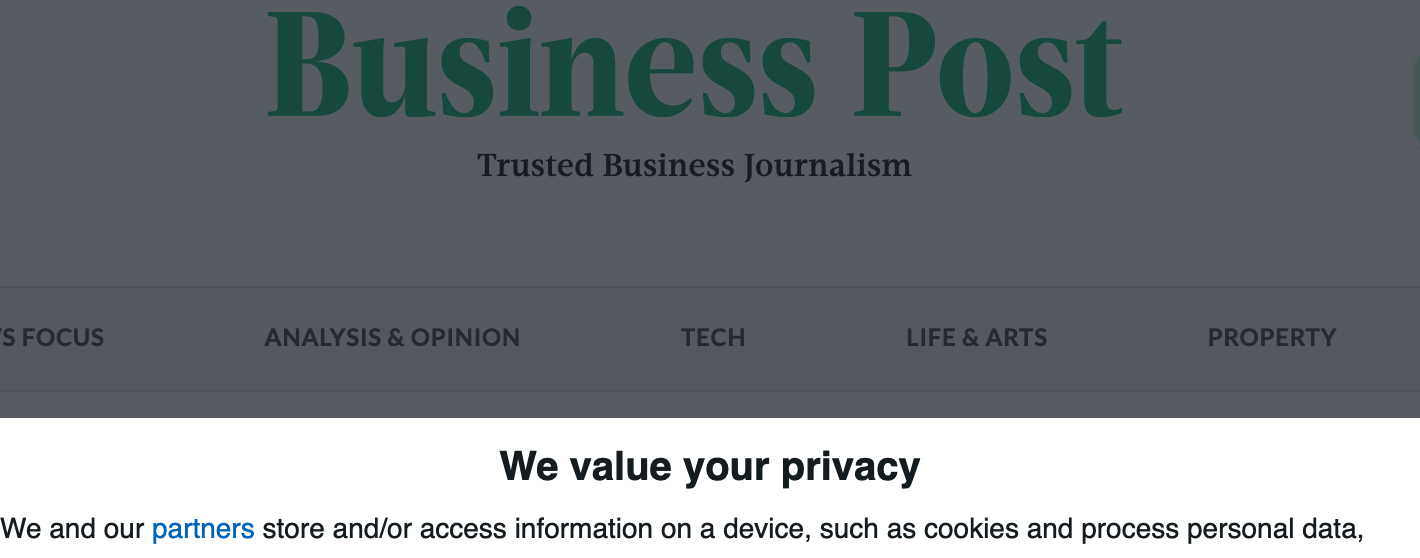 Business Post
Trusted Business Journalism
'S FOCUS ANALYSIS & OPINION TECH LIFE & ARTS PROPERTY
We value your privacy
We and our partners store and/or access information on a device, such as cookies and process personal data,